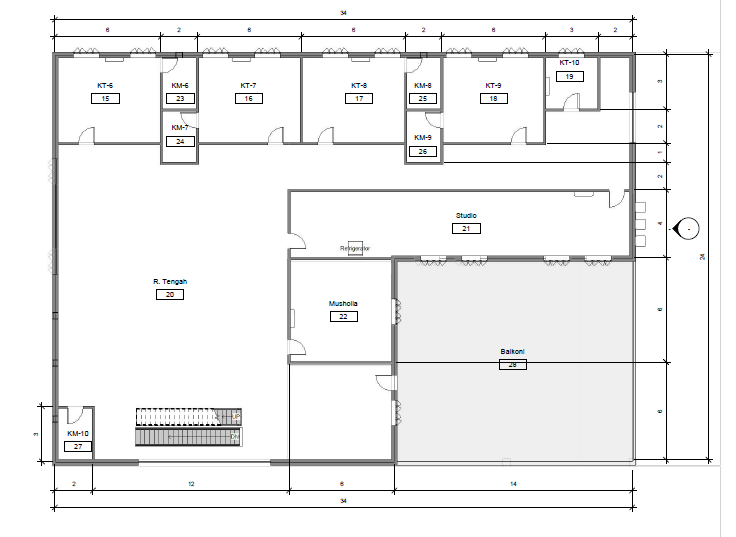 34
6 2 6 6 2 6 3 2
KT-6
15
KM-6
23
KT-7
16
KT-8
17
KM-8
25
KT-9
18
KT-10
19
3
KM-7
24
KM-9
26
2
1
2
Studio
21
4
24
Refrigerator
R. Tengah
20
Musholla
22
6
Balkoni
28
UP
DN
KM-10
27
3
6
2 12 6 14
34